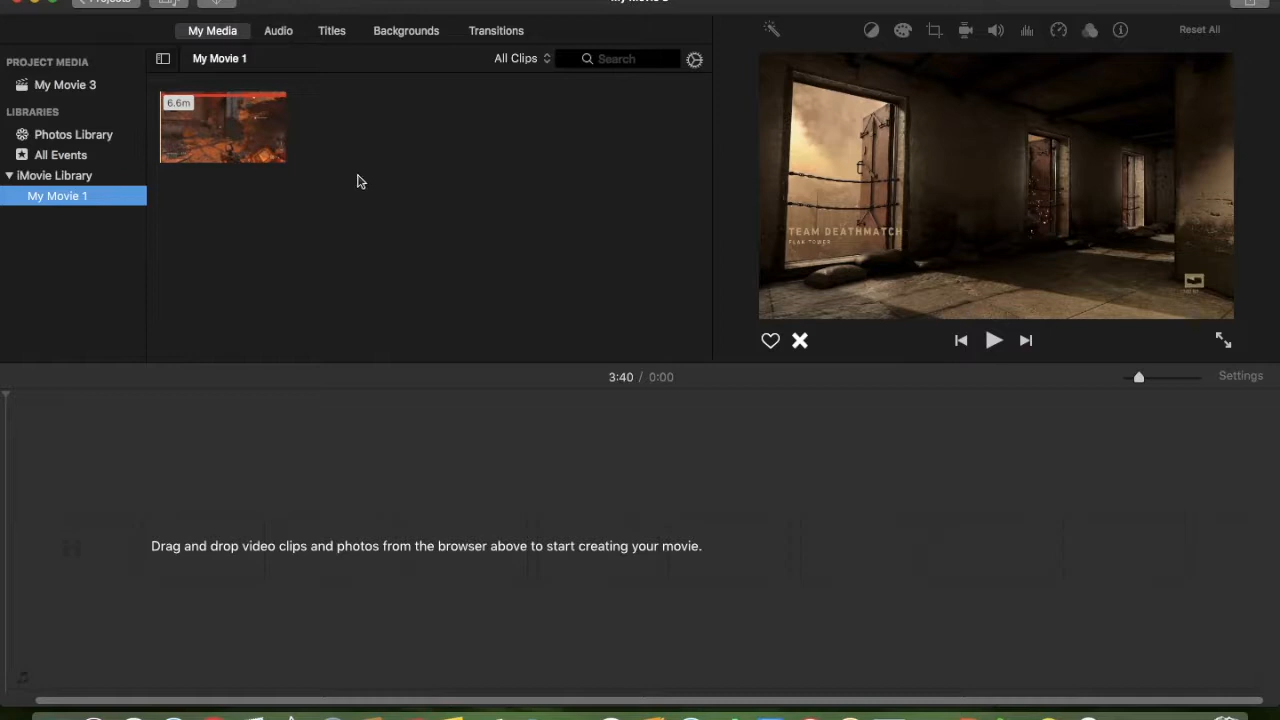 My Media
Audio
Titles
Backgrounds
Transitions
Reset All
PROJECT MEDIA
My Movie 3
LIBRARIES
Photos Library
All Events
iMovie Library
My Movie 1
My Movie 1
All Clips
Search
6.6m
TEAM DEATHMATCH
FLAK TOWER
3:40 / 0:00
Settings
Drag and drop video clips and photos from the browser above to start creating your movie.